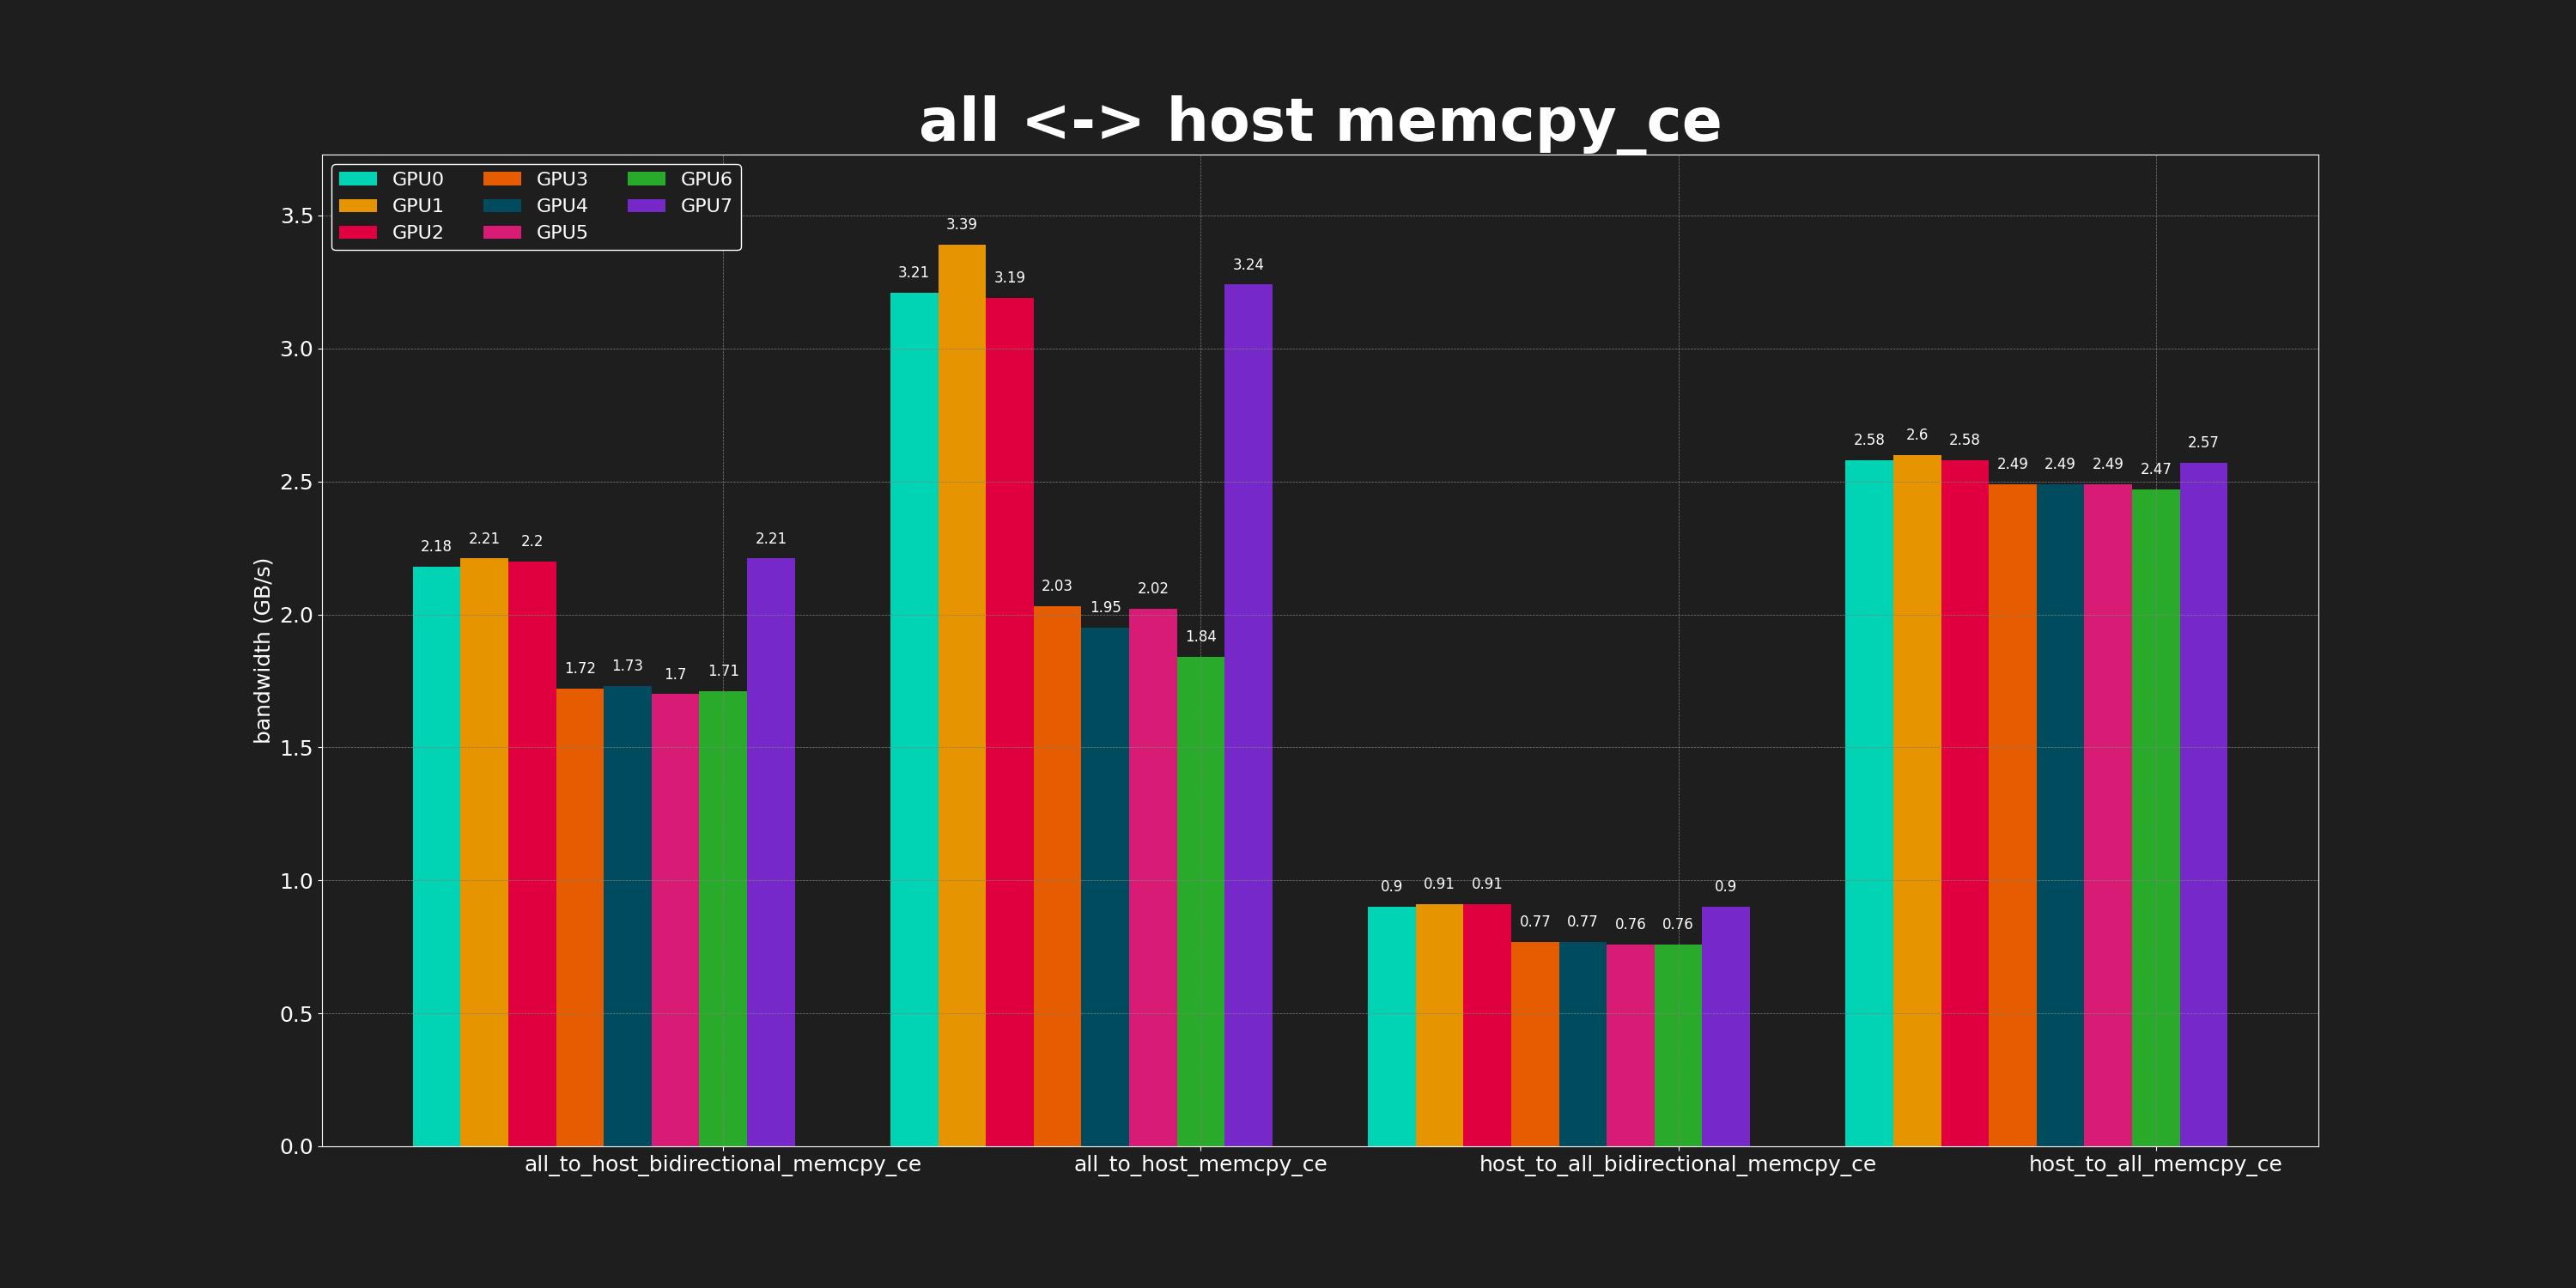 all <-> host memcpy_ce
GPU0
GPU1
GPU2
GPU3
GPU4
GPU5
GPU6
GPU7
bandwidth (GB/s)
3.5
3.0
2.5
2.0
1.5
1.0
0.5
0.0
2.18
2.21
2.2
1.72
1.73
1.7
1.71
2.21
3.21
3.39
3.19
2.03
1.95
2.02
1.84
3.24
0.9
0.91
0.91
0.77
0.77
0.76
0.76
0.9
2.58
2.6
2.58
2.49
2.49
2.49
2.47
2.57
all_to_host_bidirectional_memcpy_ce
all_to_host_memcpy_ce
host_to_all_bidirectional_memcpy_ce
host_to_all_memcpy_ce